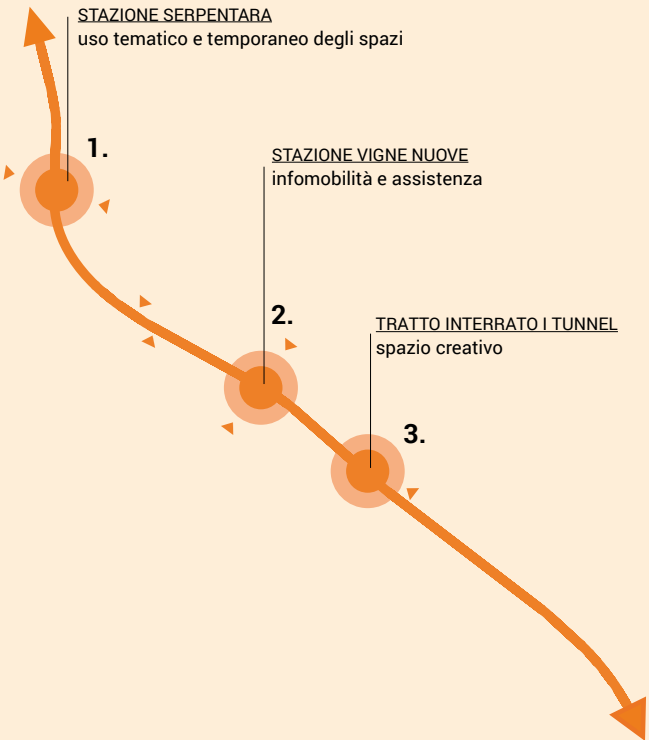 STAZIONE SERPENTARA
uso tematico e temporaneo degli spazi
1.
STAZIONE VIGNE NUOVE
infomobilità e assistenza
2.
TRATTO INTERRATO I TUNNEL
spazio creativo
3.